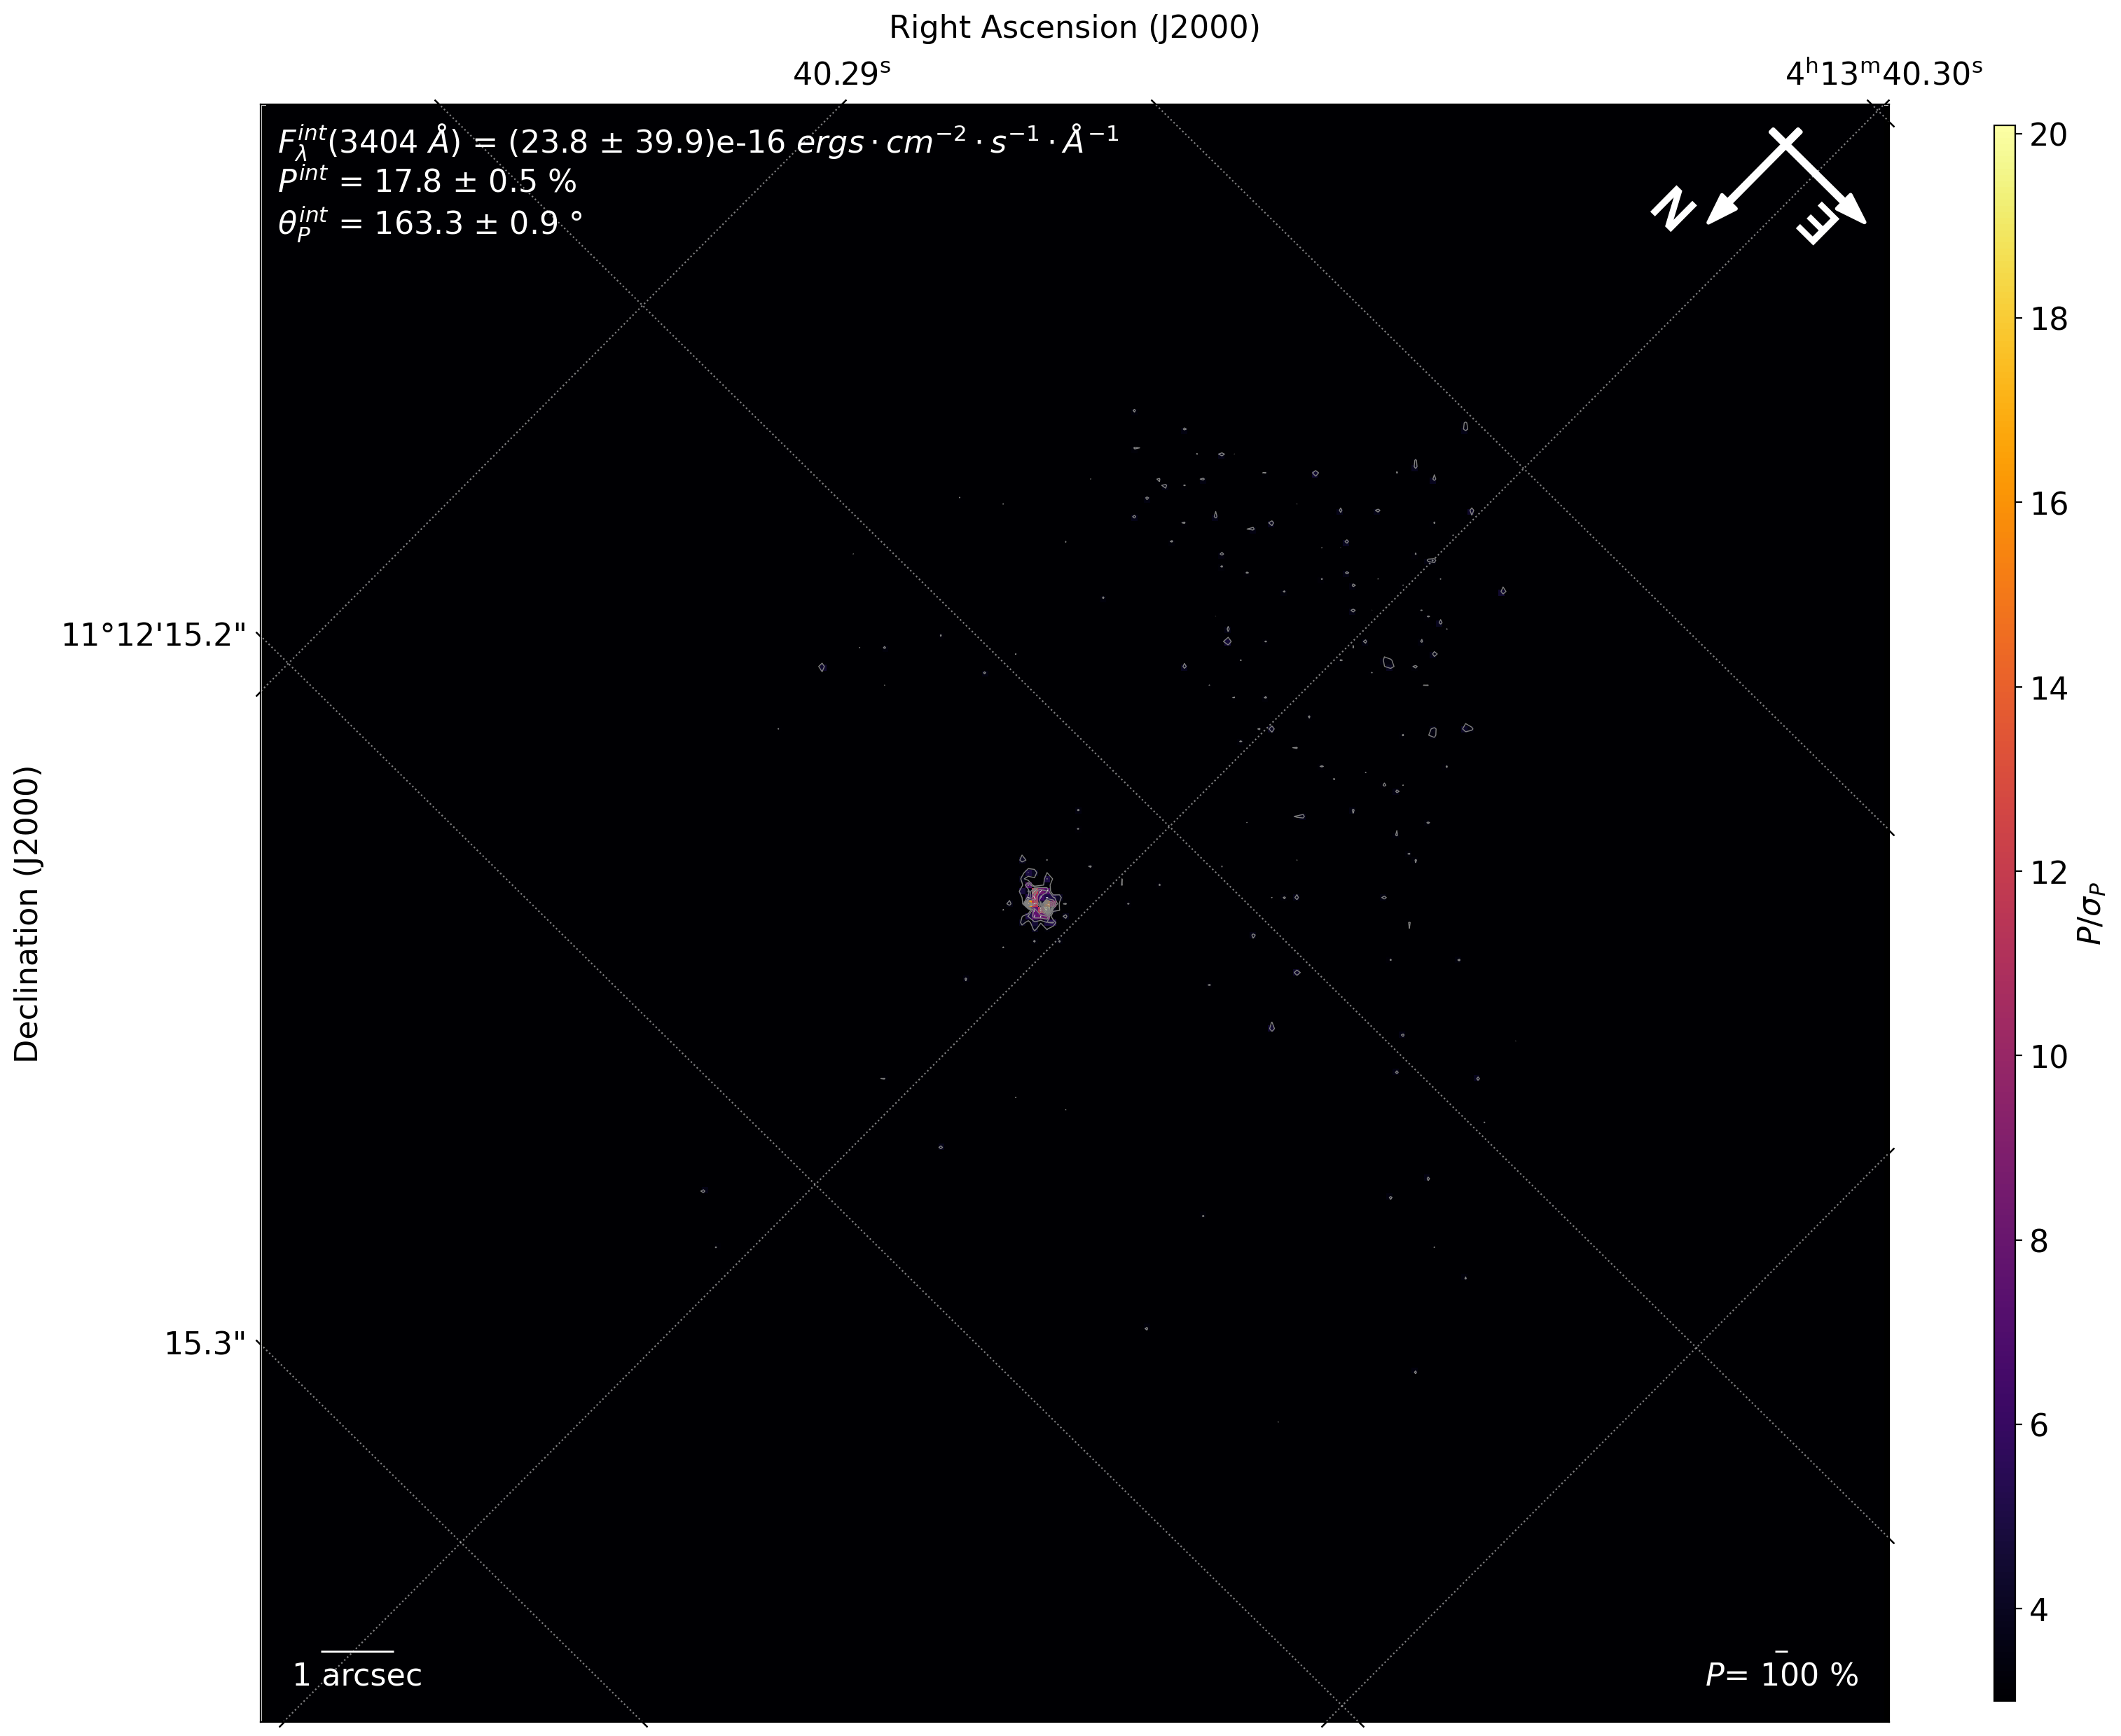 Right Ascension (J2000)
40.29ˢ
4ʰ13ᵐ40.30ˢ
F_λ^int(3404 Å) = (23.8 ± 39.9)e-16 ergs · cm⁻² · s⁻¹ · Å⁻¹
P^int = 17.8 ± 0.5 %
θ_P^int = 163.3 ± 0.9 °
N
E
11°12'15.2"
15.3"
Declination (J2000)
1 arcsec
P= 100 %
20
18
16
14
12
10
8
6
4
P/σ_P